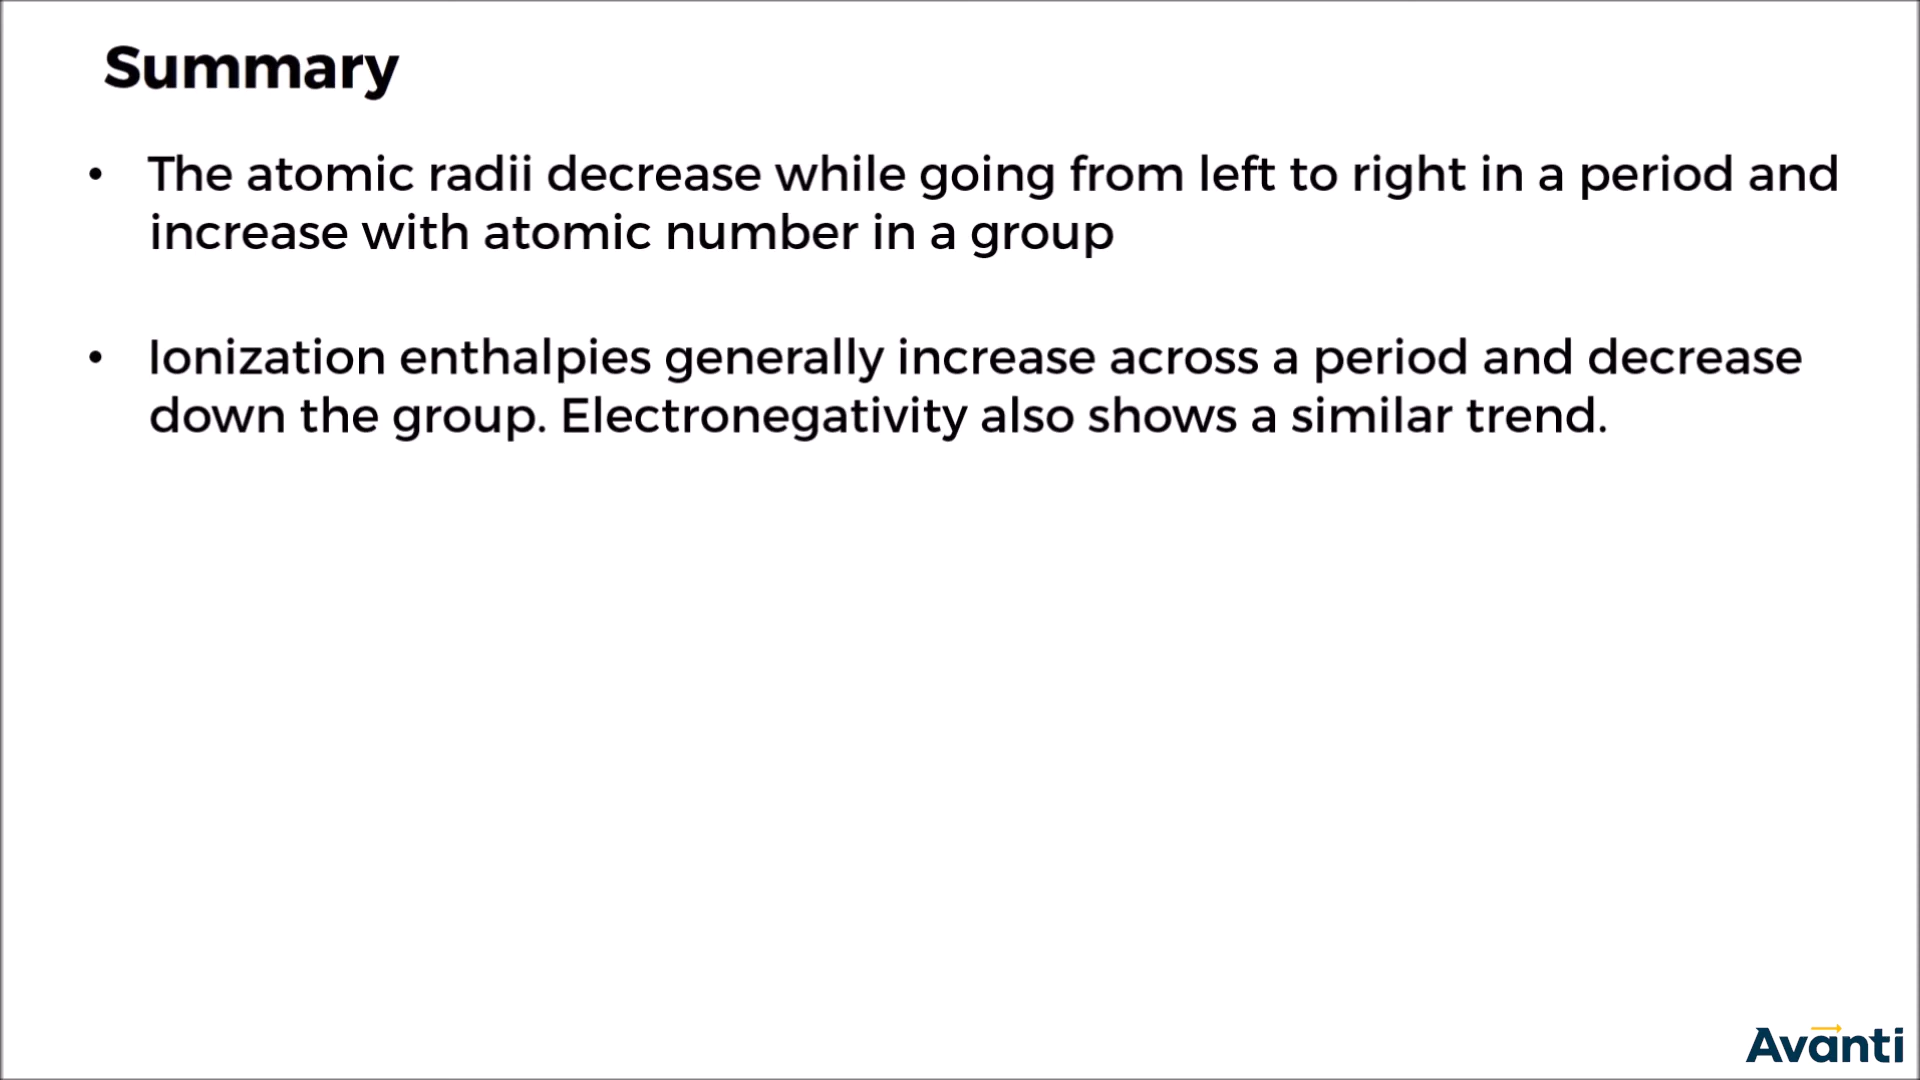 Summary
• The atomic radii decrease while going from left to right in a period and
increase with atomic number in a group
• Ionization enthalpies generally increase across a period and decrease
down the group. Electronegativity also shows a similar trend.
Avanti